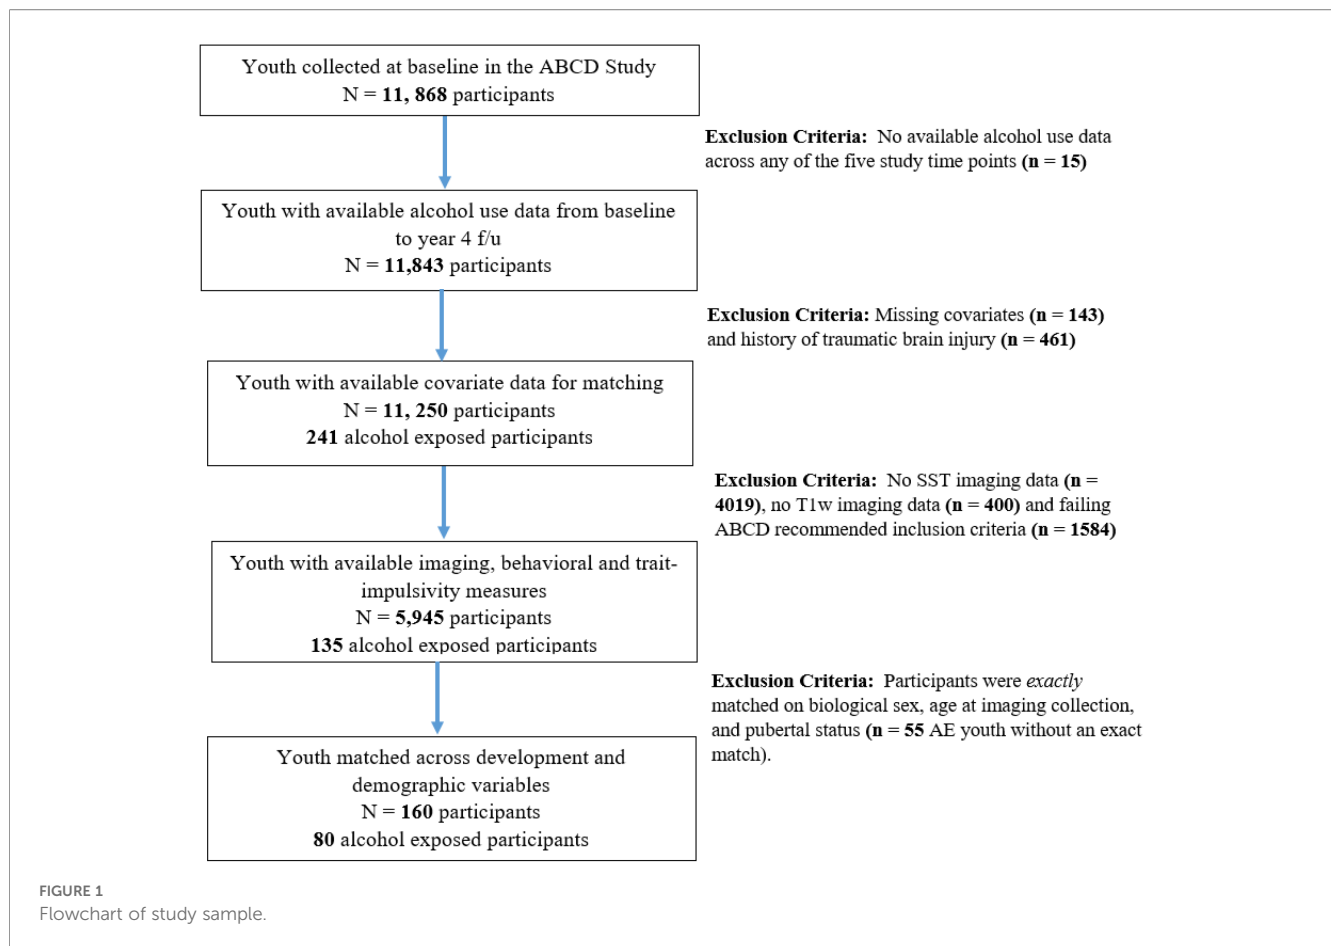 Youth collected at baseline in the ABCD Study
N = 11, 868 participants
Exclusion Criteria:  No available alcohol use data
across any of the five study time points (n = 15)
Youth with available alcohol use data from baseline
to year 4 f/u
N = 11,843 participants
Exclusion Criteria: Missing covariates (n = 143)
and history of traumatic brain injury (n = 461)
Youth with available covariate data for matching
N = 11, 250 participants
241 alcohol exposed participants
Exclusion Criteria:  No SST imaging data (n =
4019), no T1w imaging data (n = 400) and failing
ABCD recommended inclusion criteria (n = 1584)
Youth with available imaging, behavioral and trait-
impulsivity measures
N = 5,945 participants
135 alcohol exposed participants
Exclusion Criteria:  Participants were exactly
matched on biological sex, age at imaging collection,
and pubertal status (n = 55 AE youth without an exact
match).
Youth matched across development and
demographic variables
N = 160 participants
80 alcohol exposed participants
FIGURE 1
Flowchart of study sample.